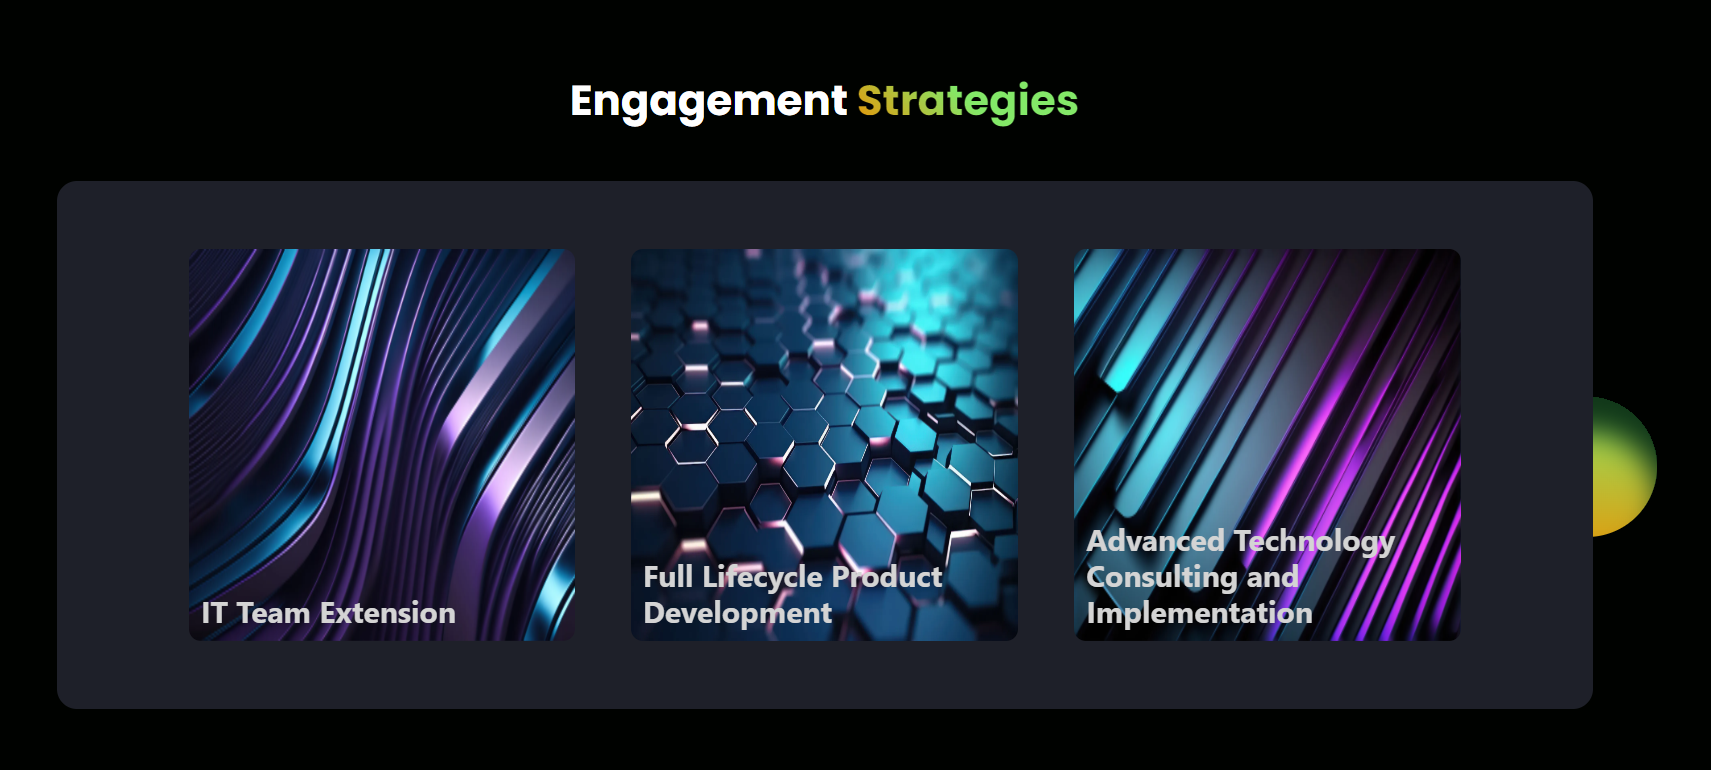 Engagement Strategies
IT Team Extension
Full Lifecycle Product
Development
Advanced Technology
Consulting and
Implementation